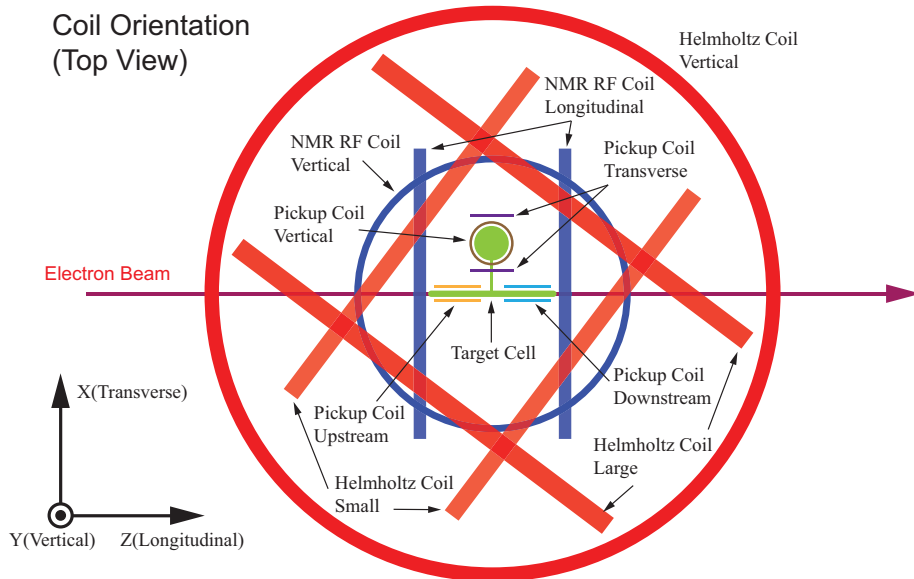 Coil Orientation
(Top View)
Helmholtz Coil
Vertical
NMR RF Coil
Longitudinal
NMR RF Coil
Vertical
Pickup Coil
Transverse
Pickup Coil
Vertical
Electron Beam
Target Cell
X(Transverse)
Pickup Coil
Downstream
Pickup Coil
Upstream
Helmholtz Coil
Large
Helmholtz Coil
Small
Y(Vertical)
Z(Longitudinal)